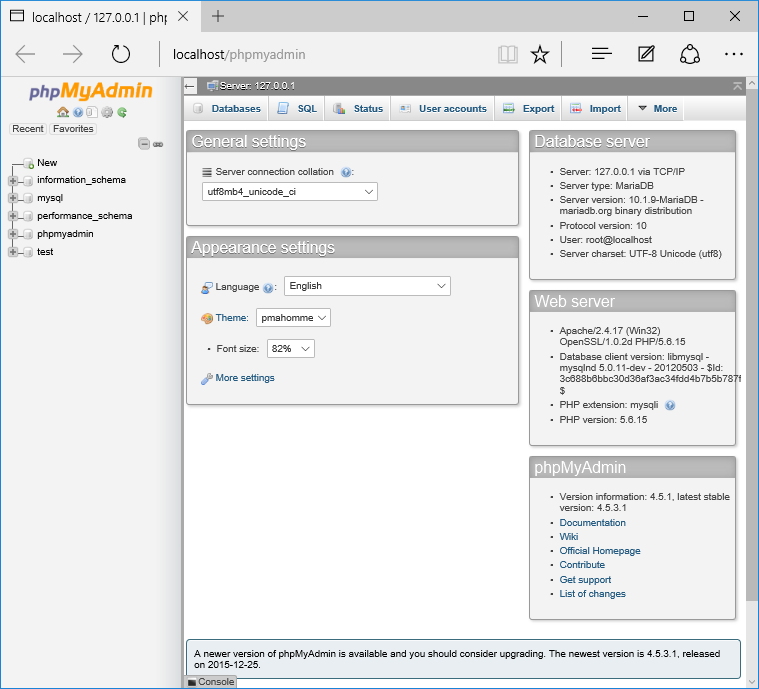 localhost / 127.0.0.1 | ph
localhost/phpmyadmin
phpMyAdmin
Recent Favorites
New
information_schema
mysql
performance_schema
phpmyadmin
test
Server: 127.0.0.1
Databases SQL Status User accounts Export Import More
General settings
Server connection collation :
utf8mb4_unicode_ci
Appearance settings
Language : English
Theme: pmahomme
• Font size: 82%
More settings
Database server
• Server: 127.0.0.1 via TCP/IP
• Server type: MariaDB
• Server version: 10.1.9-MariaDB -
mariadb.org binary distribution
• Protocol version: 10
• User: root@localhost
• Server charset: UTF-8 Unicode (utf8)
Web server
• Apache/2.4.17 (Win32)
OpenSSL/1.0.2d PHP/5.6.15
• Database client version: libmysql -
mysqlnd 5.0.11-dev - 20120503 - $Id:
3c688b6bbc30d36af3ac34fdd4b7b5b787f
$
• PHP extension: mysqli
• PHP version: 5.6.15
phpMyAdmin
• Version information: 4.5.1, latest stable
version: 4.5.3.1
• Documentation
• Wiki
• Official Homepage
• Contribute
• Get support
• List of changes
A newer version of phpMyAdmin is available and you should consider upgrading. The newest version is 4.5.3.1, released
on 2015-12-25.
Console